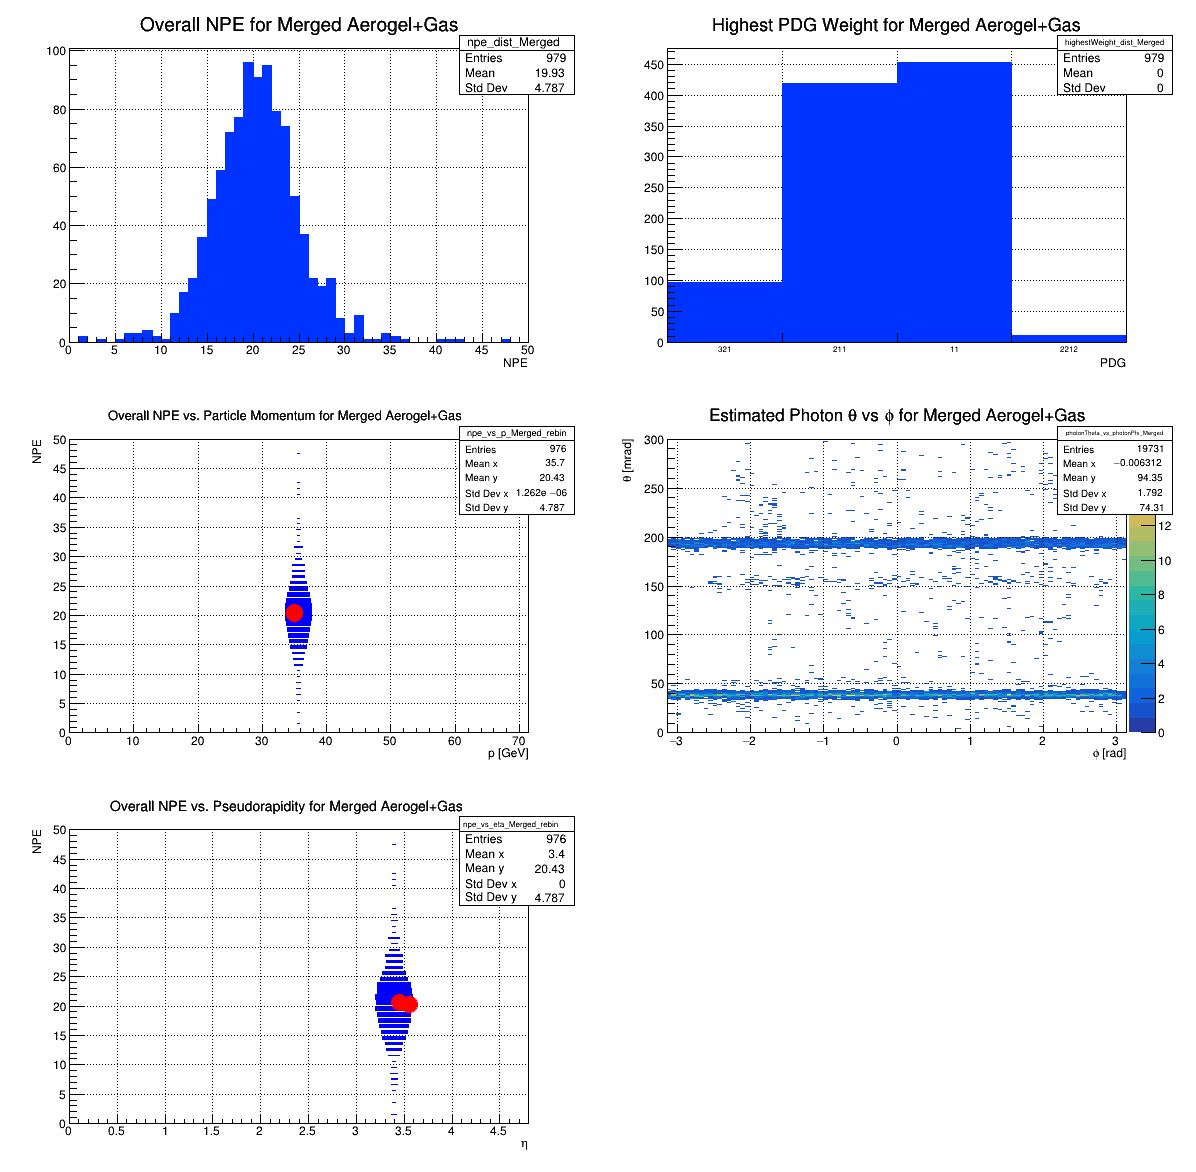 Overall NPE for Merged Aerogel+Gas
npe_dist_Merged
Entries 979
Mean 19.93
Std Dev 4.787
100
80
60
40
20
0
0 5 10 15 20 25 30 35 40 45 50
NPE
Highest PDG Weight for Merged Aerogel+Gas
highestWeight_dist_Merged
Entries 979
Mean 0
Std Dev 0
450
400
350
300
250
200
150
100
50
0
321 211 11 2212
PDG
Overall NPE vs. Particle Momentum for Merged Aerogel+Gas
npe_vs_p_Merged_rebin
Entries 976
Mean x 35.7
Mean y 20.43
Std Dev x 1.262e −06
Std Dev y 4.787
NPE
50
45
40
35
30
25
20
15
10
5
0
0 10 20 30 40 50 60 70
p [GeV]
Estimated Photon θ vs ϕ for Merged Aerogel+Gas
photonTheta_vs_photonPhi_Merged
Entries 19731
Mean x −0.006312
Mean y 94.35
Std Dev x 1.792
Std Dev y 74.31
θ [mrad]
300
250
200
150
100
50
0
−3 −2 −1 0 1 2 3
ϕ [rad]
12
10
8
6
4
2
0
Overall NPE vs. Pseudorapidity for Merged Aerogel+Gas
npe_vs_eta_Merged_rebin
Entries 976
Mean x 3.4
Mean y 20.43
Std Dev x 0
Std Dev y 4.787
NPE
50
45
40
35
30
25
20
15
10
5
0
0 0.5 1 1.5 2 2.5 3 3.5 4 4.5
η